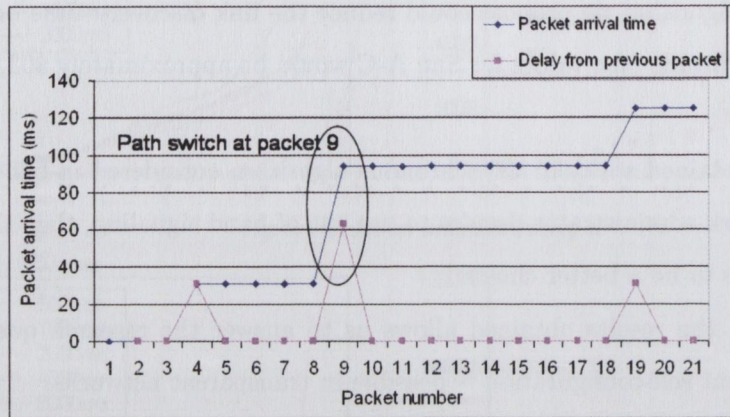 Packet arrival time
Delay from previous packet
Packet arrival time (ms)
140
120
100
80
60
40
20
0
Path switch at packet 9
1 2 3 4 5 6 7 8 9 10 11 12 13 14 15 16 17 18 19 20 21
Packet number